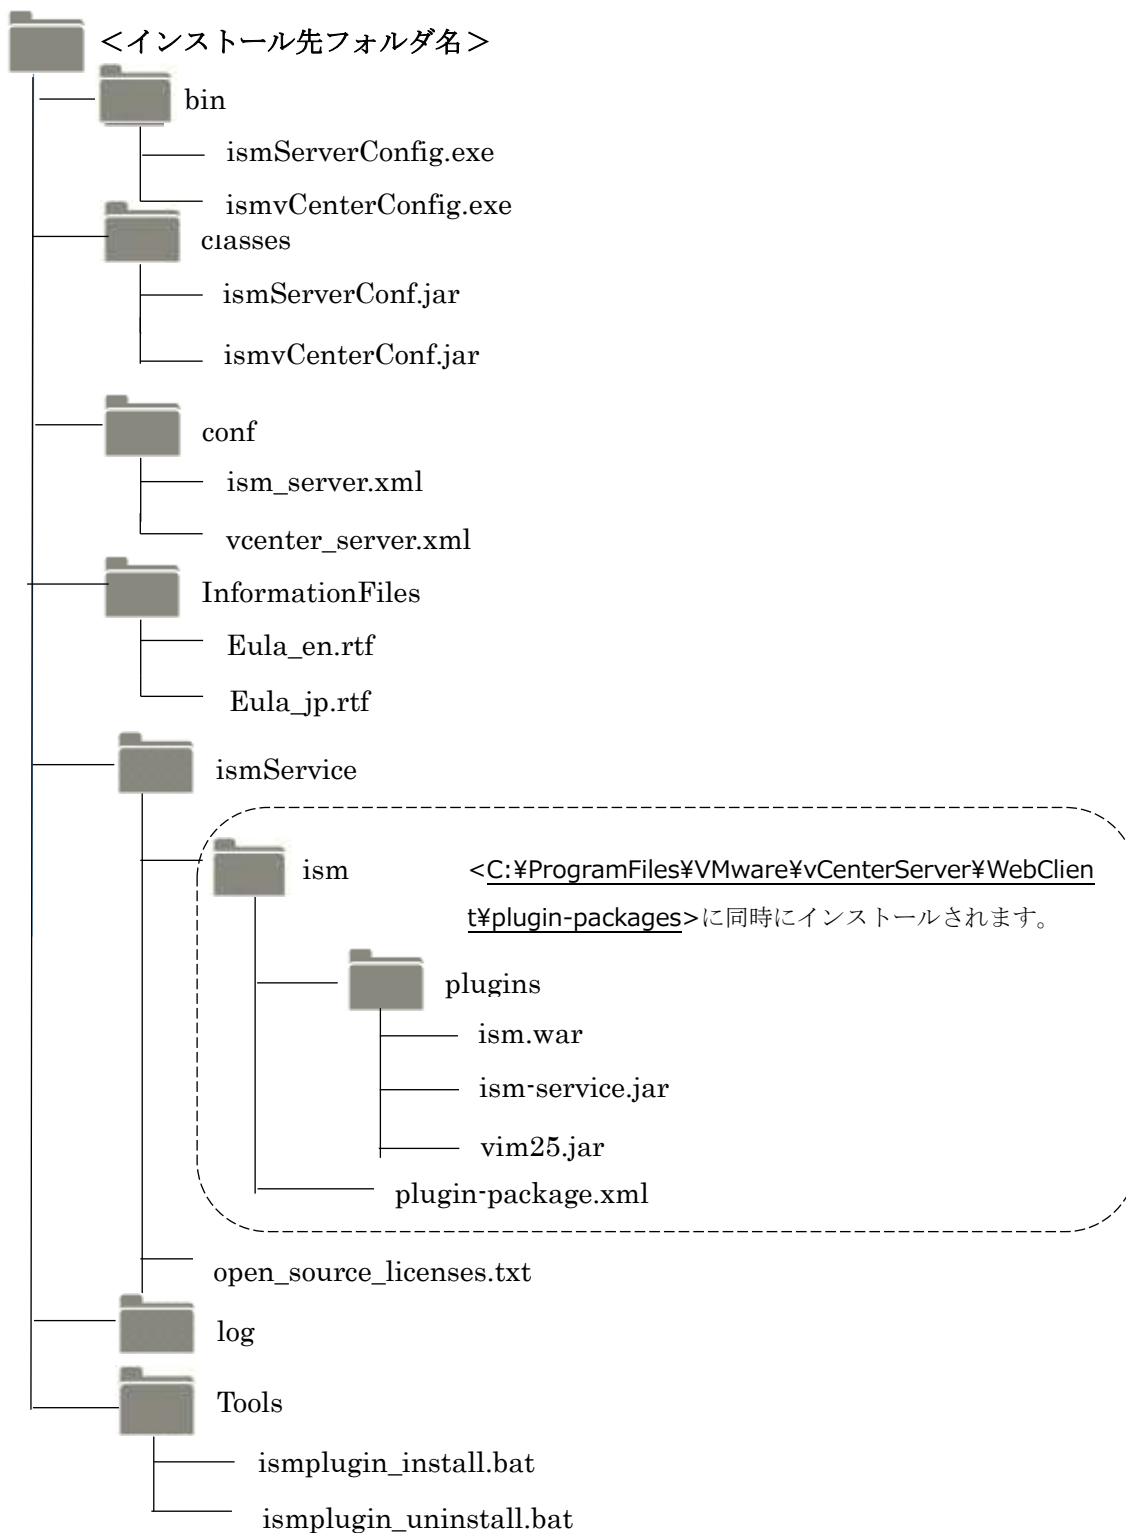 ＜インストール先フォルダ名＞
bin
ismServerConfig.exe
ismvCenterConfig.exe
classes
ismServerConf.jar
ismvCenterConf.jar
conf
ism_server.xml
vcenter_server.xml
InformationFiles
Eula_en.rtf
Eula_jp.rtf
ismService
ism
<C:¥ProgramFiles¥VMware¥vCenterServer¥WebClien
t¥plugin-packages>に同時にインストールされます。
plugins
ism.war
ism-service.jar
vim25.jar
plugin-package.xml
open_source_licenses.txt
log
Tools
ismplugin_install.bat
ismplugin_uninstall.bat